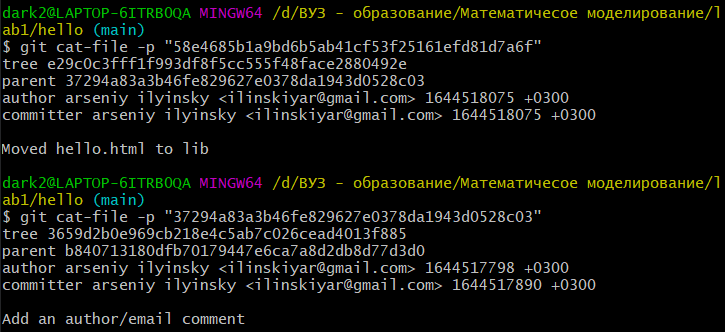 dark2@LAPTOP-6ITRB0QA MINGW64 /d/ВУЗ - образование/Математичесое моделирование/l
ab1/hello (main)
$ git cat-file -p "58e4685b1a9bd6b5ab41cf53f25161efd81d7a6f"
tree e29c0c3fff1f993df8f5cc555f48face2880492e
parent 37294a83a3b46fe829627e0378da1943d0528c03
author arseniy ilyinsky <ilinskiyar@gmail.com> 1644518075 +0300
committer arseniy ilyinsky <ilinskiyar@gmail.com> 1644518075 +0300
Moved hello.html to lib
dark2@LAPTOP-6ITRB0QA MINGW64 /d/ВУЗ - образование/Математичесое моделирование/l
ab1/hello (main)
$ git cat-file -p "37294a83a3b46fe829627e0378da1943d0528c03"
tree 3659d2b0e969cb218e4c5ab7c026cead4013f885
parent b840713180dfb70179447e6ca7a8d2db8d77d3d0
author arseniy ilyinsky <ilinskiyar@gmail.com> 1644517798 +0300
committer arseniy ilyinsky <ilinskiyar@gmail.com> 1644517890 +0300
Add an author/email comment